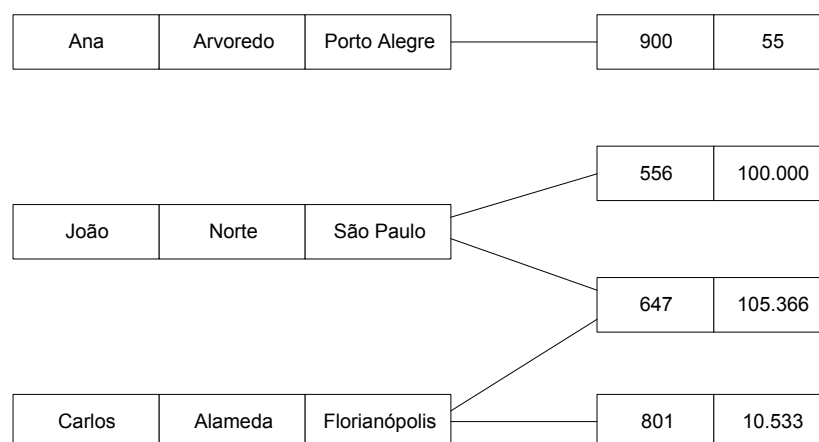 Ana Arvoredo Porto Alegre 900 55
556 100.000
João Norte São Paulo
647 105.366
Carlos Alameda Florianópolis 801 10.533